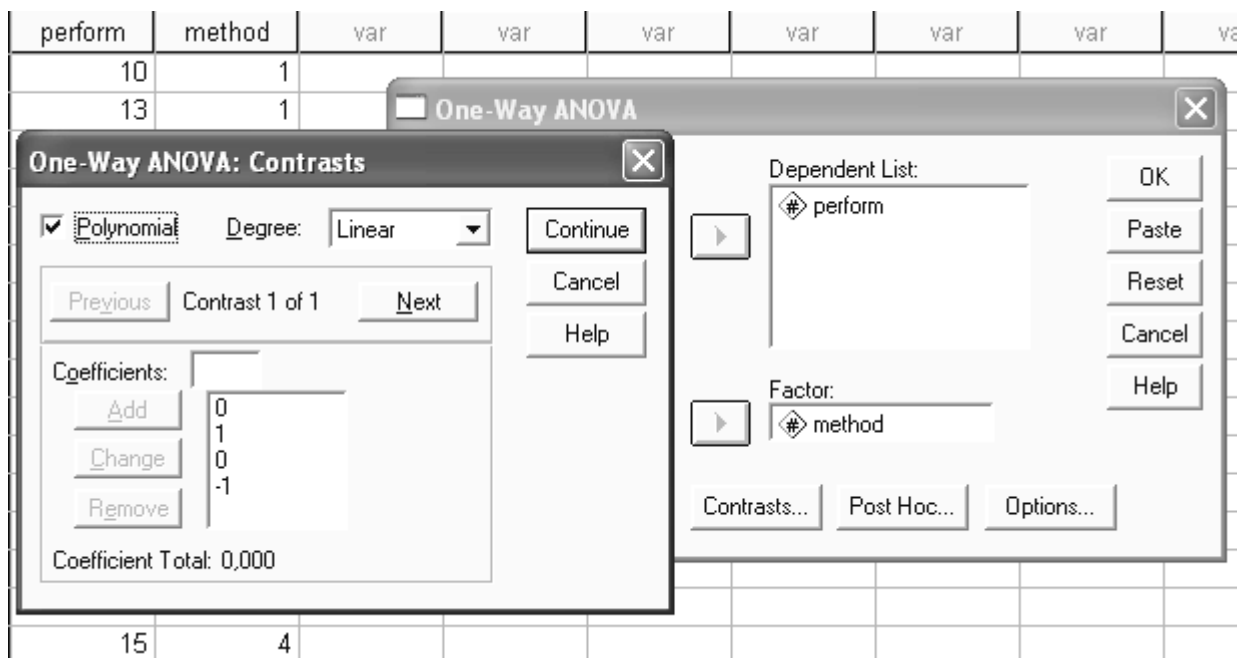 perform method var var var var var var va
10 1
13 1
One-Way ANOVA
One-Way ANOVA: Contrasts
Polynomial Degree: Linear
Continue
Cancel
Help
Previous Contrast 1 of 1 Next
Coefficients:
Add
Change
Remove
0
1
0
-1
Coefficient Total: 0,000
Dependent List:
# perform
Factor:
# method
OK
Paste
Reset
Cancel
Help
Contrasts... Post Hoc... Options...
15 4